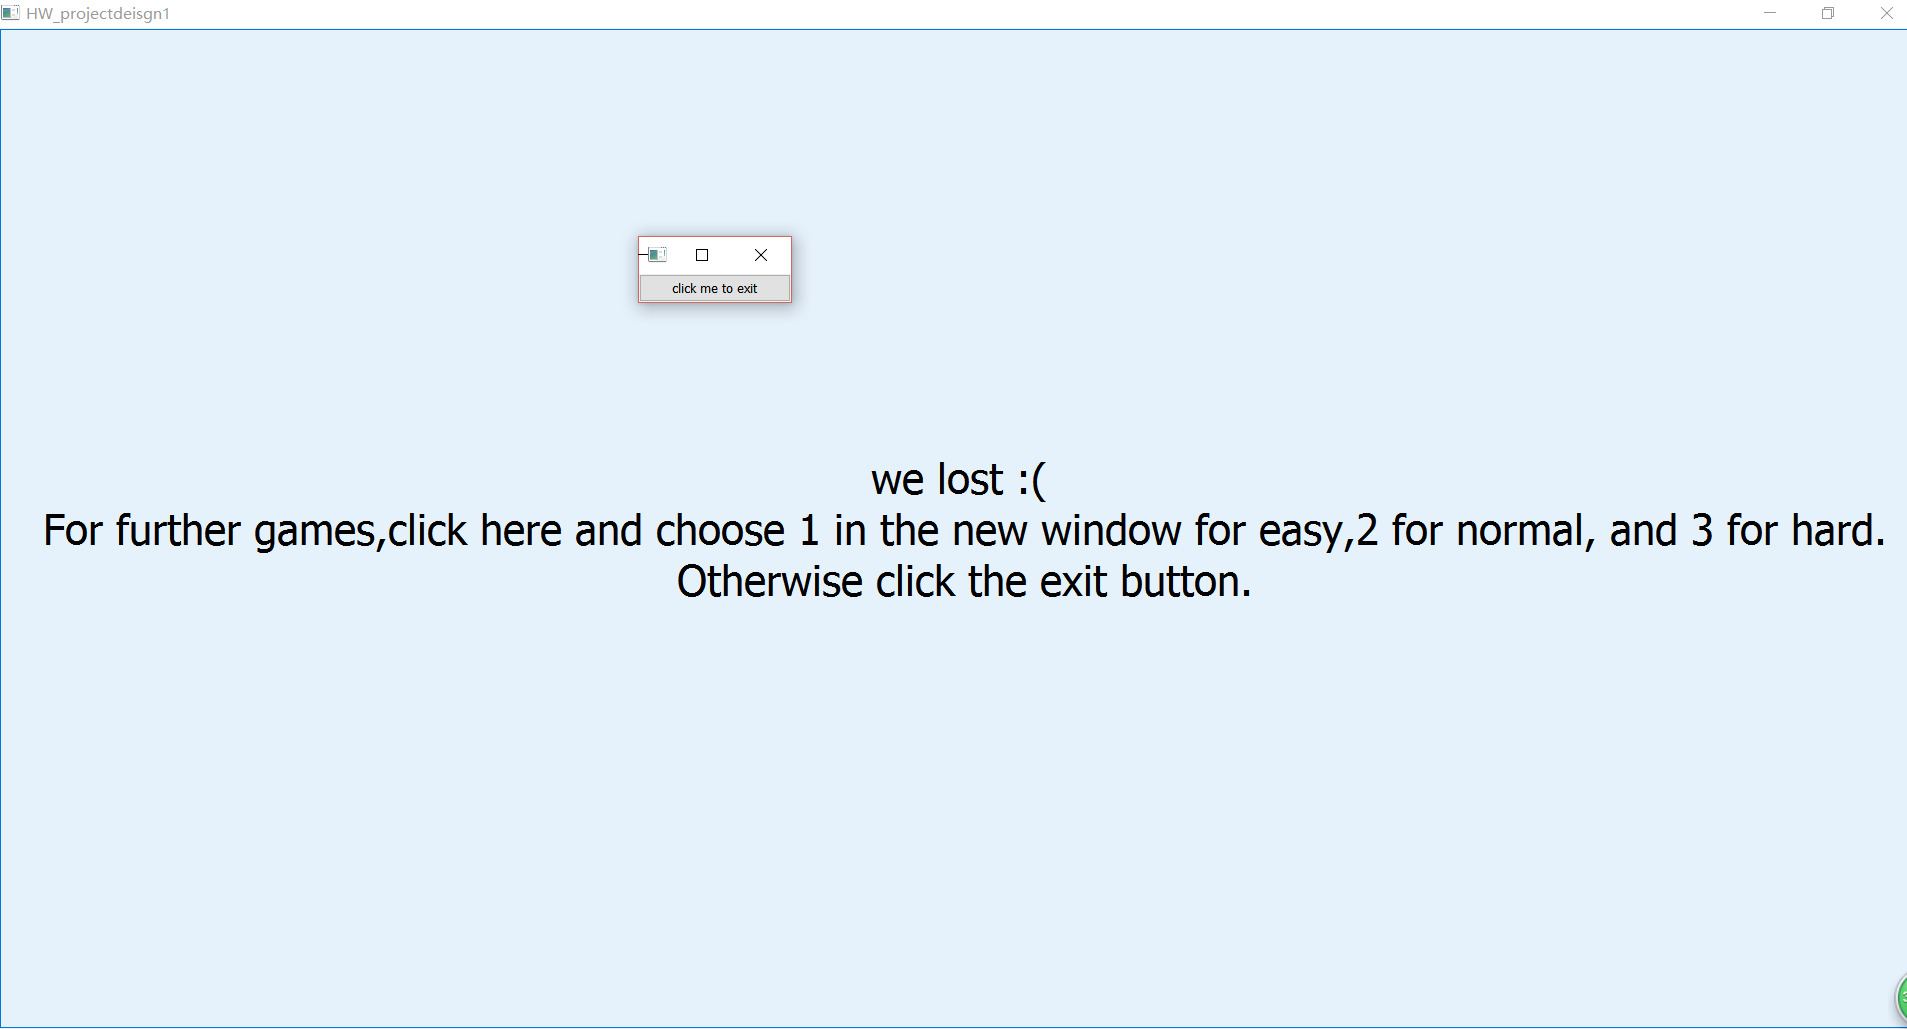 HW_projectdeisgn1
click me to exit
we lost :(
For further games,click here and choose 1 in the new window for easy,2 for normal, and 3 for hard.
Otherwise click the exit button.